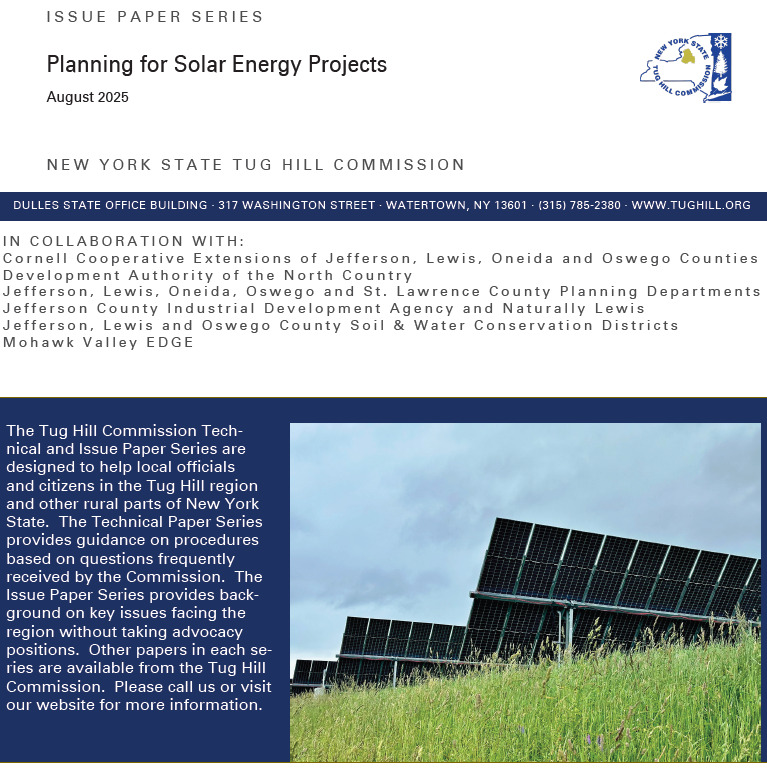 ISSUE PAPER SERIES
Planning for Solar Energy Projects
August 2025
NEW YORK STATE
TUG HILL COMMISSION
NEW YORK STATE TUG HILL COMMISSION
DULLES STATE OFFICE BUILDING · 317 WASHINGTON STREET · WATERTOWN, NY 13601 · (315) 785-2380 · WWW.TUGHILL.ORG
IN COLLABORATION WITH:
Cornell Cooperative Extensions of Jefferson, Lewis, Oneida and Oswego Counties
Development Authority of the North Country
Jefferson, Lewis, Oneida, Oswego and St. Lawrence County Planning Departments
Jefferson County Industrial Development Agency and Naturally Lewis
Jefferson, Lewis and Oswego County Soil & Water Conservation Districts
Mohawk Valley EDGE
The Tug Hill Commission Tech-
nical and Issue Paper Series are
designed to help local officials
and citizens in the Tug Hill region
and other rural parts of New York
State.  The Technical Paper Series
provides guidance on procedures
based on questions frequently
received by the Commission.  The
Issue Paper Series provides back-
ground on key issues facing the
region without taking advocacy
positions.  Other papers in each se-
ries are available from the Tug Hill
Commission.  Please call us or visit
our website for more information.